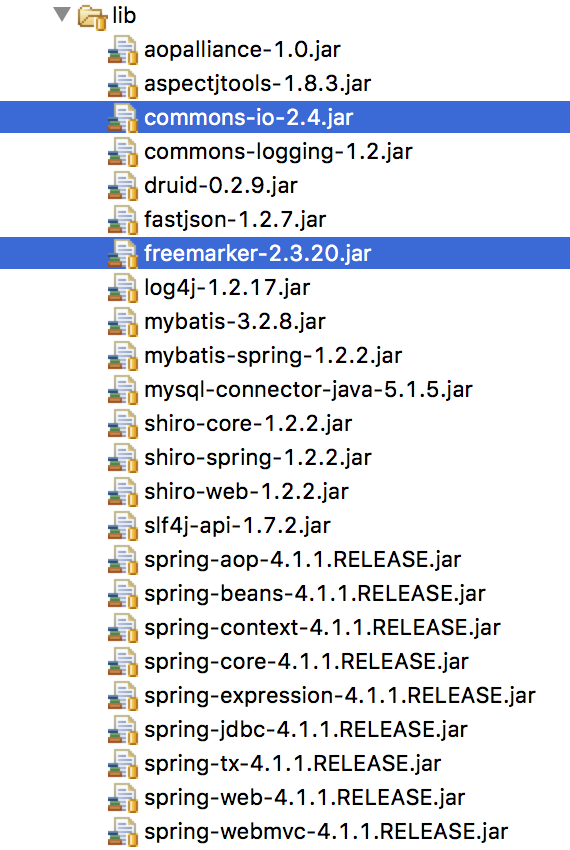 lib
aopalliance-1.0.jar
aspectjtools-1.8.3.jar
commons-io-2.4.jar
commons-logging-1.2.jar
druid-0.2.9.jar
fastjson-1.2.7.jar
freemarker-2.3.20.jar
log4j-1.2.17.jar
mybatis-3.2.8.jar
mybatis-spring-1.2.2.jar
mysql-connector-java-5.1.5.jar
shiro-core-1.2.2.jar
shiro-spring-1.2.2.jar
shiro-web-1.2.2.jar
slf4j-api-1.7.2.jar
spring-aop-4.1.1.RELEASE.jar
spring-beans-4.1.1.RELEASE.jar
spring-context-4.1.1.RELEASE.jar
spring-core-4.1.1.RELEASE.jar
spring-expression-4.1.1.RELEASE.jar
spring-jdbc-4.1.1.RELEASE.jar
spring-tx-4.1.1.RELEASE.jar
spring-web-4.1.1.RELEASE.jar
spring-webmvc-4.1.1.RELEASE.jar